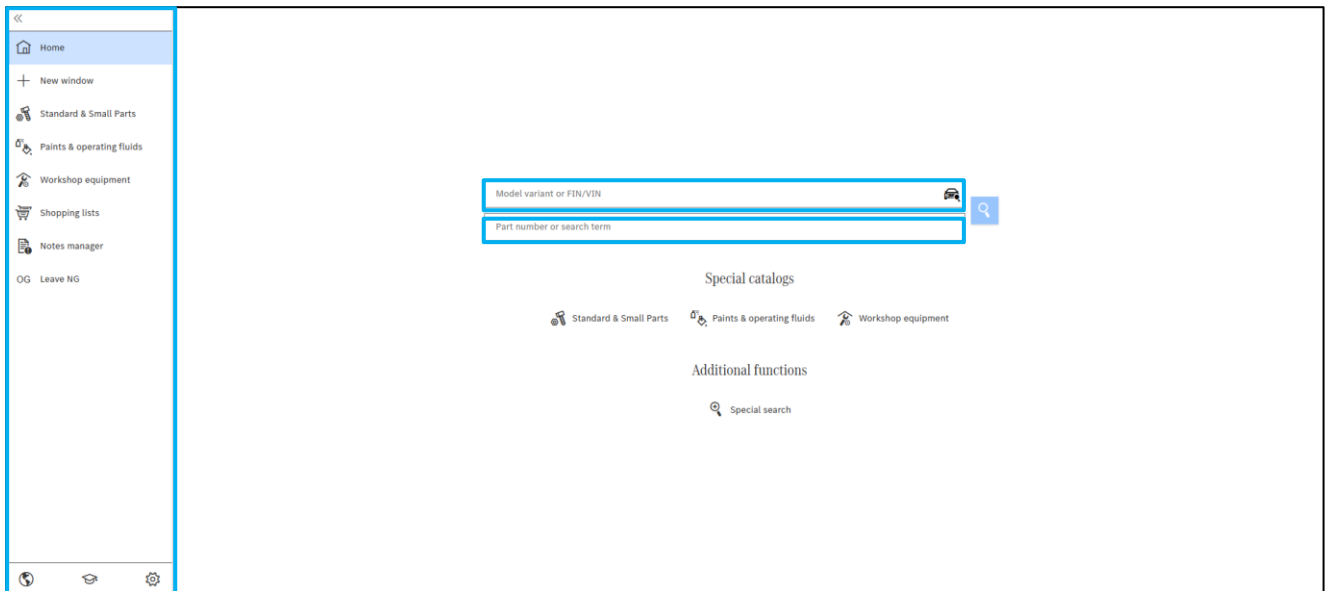 Home
New window
Standard & Small Parts
Paints & operating fluids
Workshop equipment
Shopping lists
Notes manager
OG Leave NG
Model variant or FIN/VIN
Part number or search term
Special catalogs
Standard & Small Parts Paints & operating fluids Workshop equipment
Additional functions
Special search